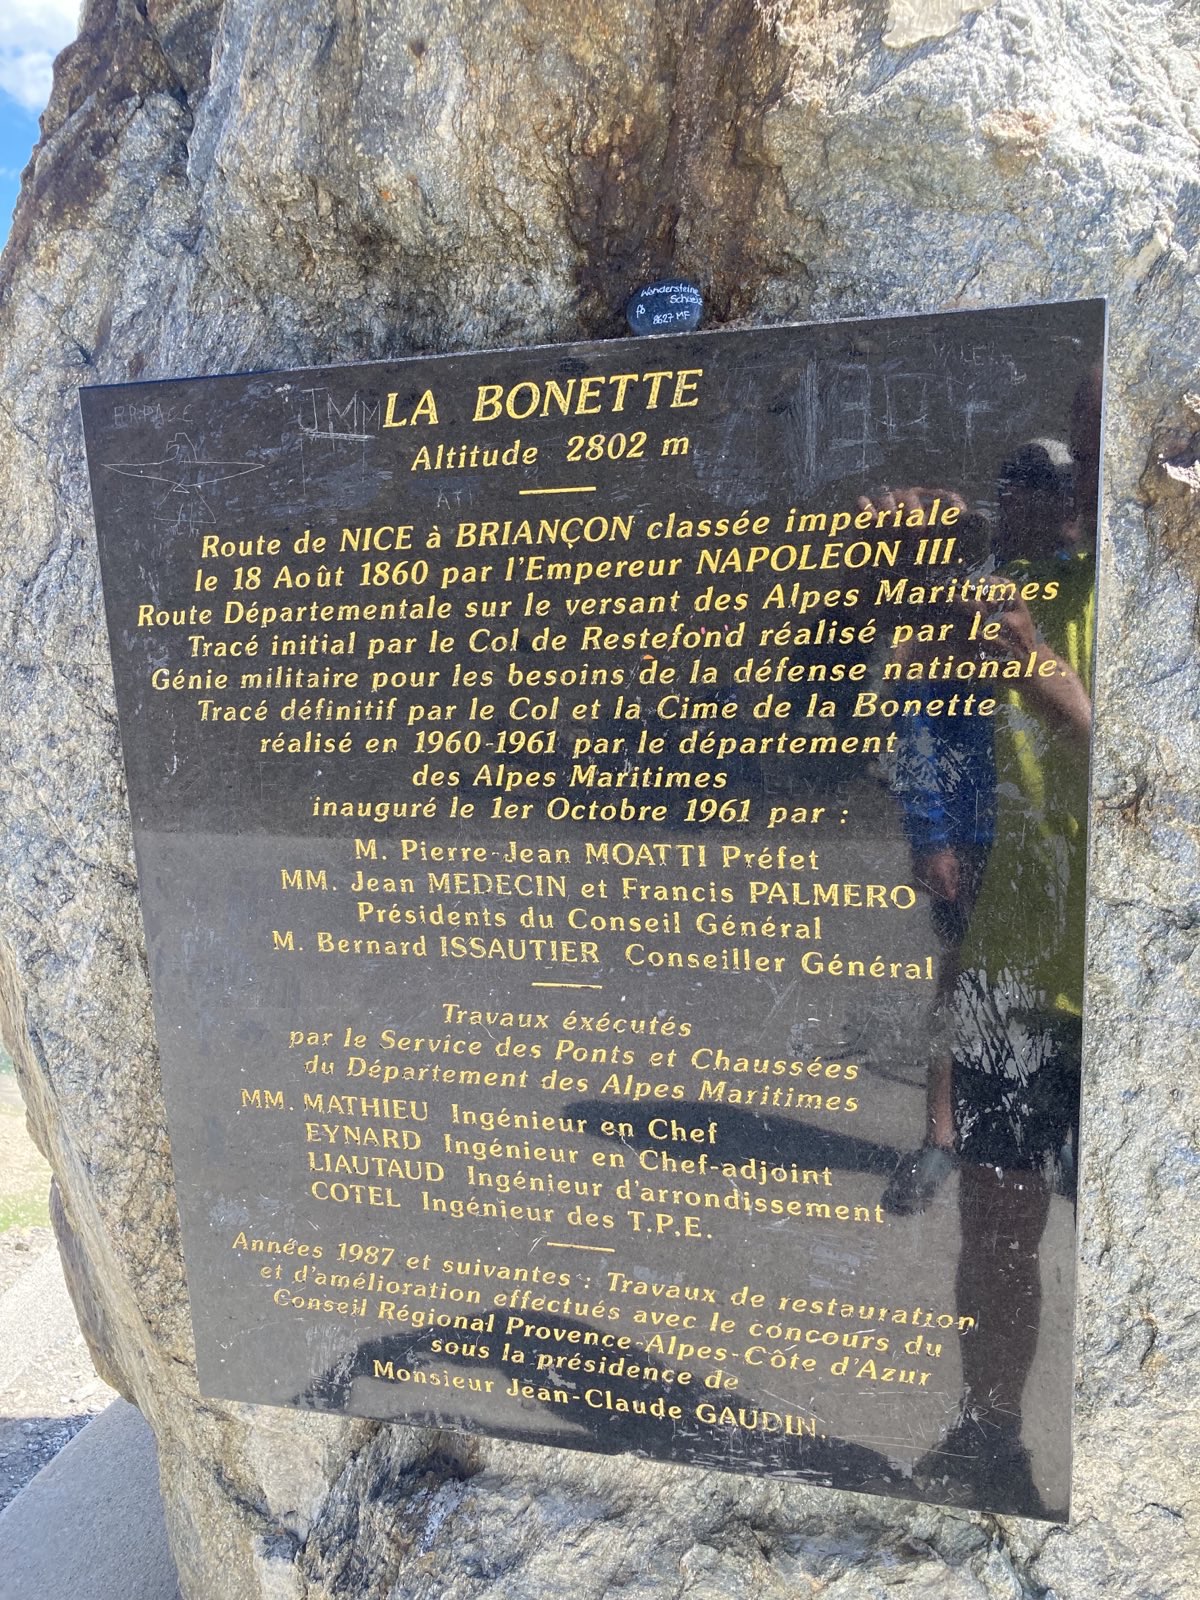 Wandersteine
Schweiz
fb
8627 MF
LA BONETTE
Altitude 2802 m
Route de NICE à BRIANÇON classée impériale
le 18 Août 1860 par l'Empereur NAPOLEON III.
Route Départementale sur le versant des Alpes Maritimes
Tracé initial par le Col de Restefond réalisé par le
Génie militaire pour les besoins de la défense nationale.
Tracé définitif par le Col et la Cime de la Bonette
réalisé en 1960-1961 par le département
des Alpes Maritimes
inauguré le 1er Octobre 1961 par :
M. Pierre-Jean MOATTI Préfet
MM. Jean MEDECIN et Francis PALMERO
Présidents du Conseil Général
M. Bernard ISSAUTIER Conseiller Général
Travaux éxécutés
par le Service des Ponts et Chaussées
du Département des Alpes Maritimes
MM. MATHIEU Ingénieur en Chef
EYNARD Ingénieur en Chef-adjoint
LIAUTAUD Ingénieur d'arrondissement
COTEL Ingénieur des T.P.E.
Années 1987 et suivantes : Travaux de restauration
et d'amélioration effectués avec le concours du
Conseil Régional Provence-Alpes-Côte d'Azur
sous la présidence de
Monsieur Jean-Claude GAUDIN.